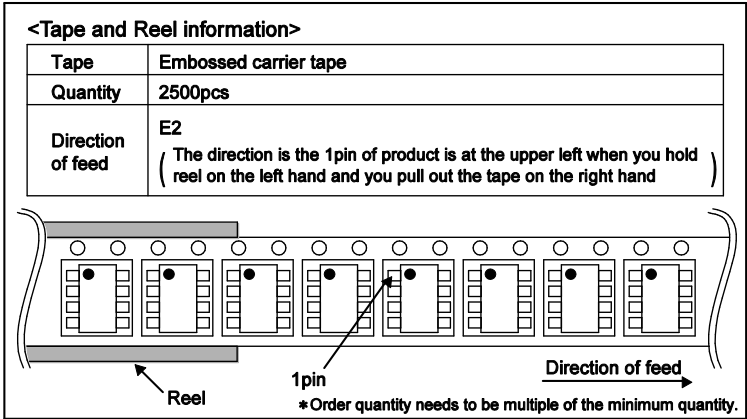 <Tape and Reel information>
Tape Embossed carrier tape
Quantity 2500pcs
Direction of feed E2
( The direction is the 1pin of product is at the upper left when you hold
reel on the left hand and you pull out the tape on the right hand )
Direction of feed
1pin
Reel
*Order quantity needs to be multiple of the minimum quantity.